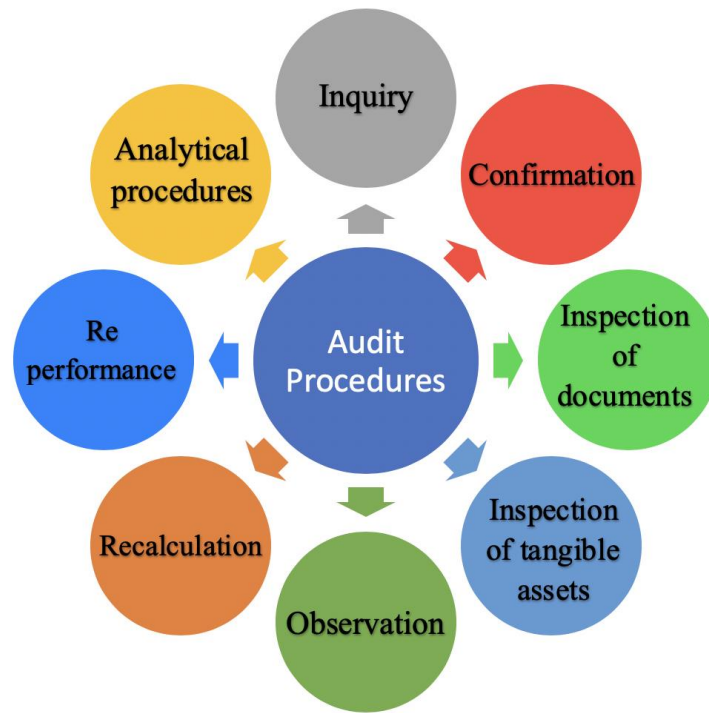 Inquiry
Confirmation
Inspection
of
documents
Inspection
of tangible
assets
Observation
Recalculation
Re
performance
Analytical
procedures
Audit
Procedures